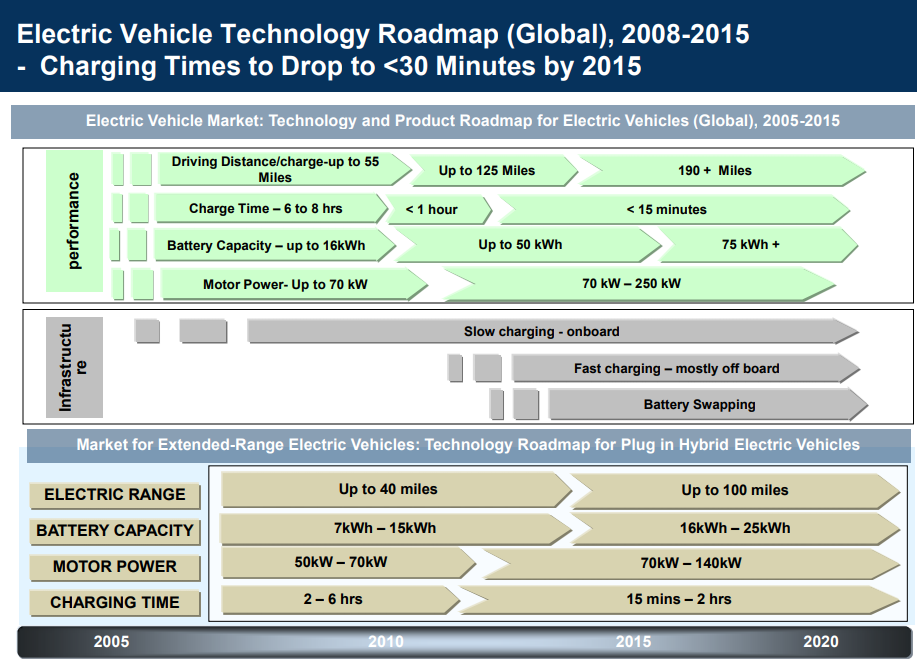 Electric Vehicle Technology Roadmap (Global), 2008-2015
- Charging Times to Drop to <30 Minutes by 2015
Electric Vehicle Market: Technology and Product Roadmap for Electric Vehicles (Global), 2005-2015
performance
Driving Distance/charge-up to 55
Miles
Up to 125 Miles
190 + Miles
Charge Time – 6 to 8 hrs
< 1 hour
< 15 minutes
Battery Capacity – up to 16kWh
Up to 50 kWh
75 kWh +
Motor Power- Up to 70 kW
70 kW – 250 kW
Infrastructu
re
Slow charging - onboard
Fast charging – mostly off board
Battery Swapping
Market for Extended-Range Electric Vehicles: Technology Roadmap for Plug in Hybrid Electric Vehicles
ELECTRIC RANGE
Up to 40 miles
Up to 100 miles
BATTERY CAPACITY
7kWh – 15kWh
16kWh – 25kWh
MOTOR POWER
50kW – 70kW
70kW – 140kW
CHARGING TIME
2 – 6 hrs
15 mins – 2 hrs
2005
2010
2015
2020